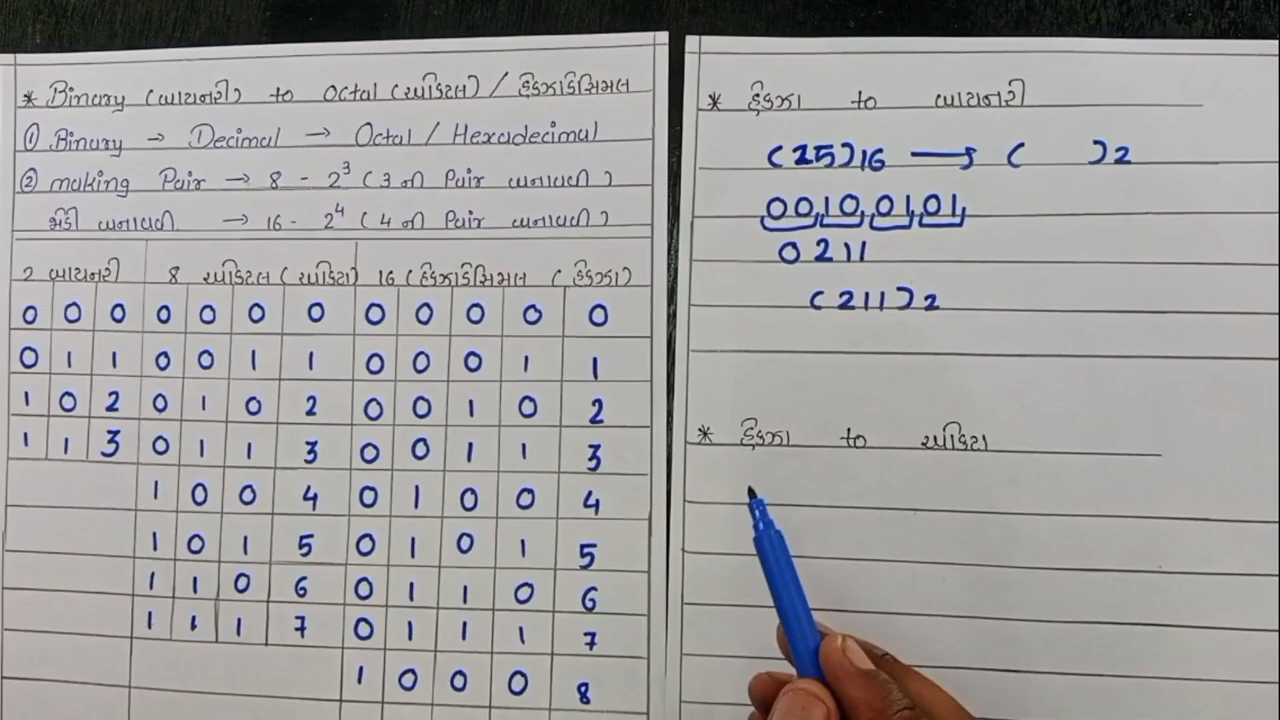 * Binary (બાયનરી) to Octal (ઓક્ટલ) / હેક્ઝાડેસિમલ
① Binary → Decimal → Octal / Hexadecimal
② making Pair → 8 - 2³ (3 ની Pair બનાવવી)
બનાવવી → 16 - 2⁴ (4 ની Pair બનાવવી)
2 બાયનરી 8 (ઓક્ટા) 16 (હેક્ઝાડેસિમલ (હેક્ઝા)
0 0 0 0 0 0 0 0 0 0 0 0
0 1 1 0 0 1 1 0 0 0 1 1
1 0 2 0 1 0 2 0 0 1 0 2
1 1 3 0 1 1 3 0 0 1 1 3
1 0 0 4 0 1 0 0 4
1 0 1 5 0 1 0 1 5
1 1 0 6 0 1 1 0 6
1 1 1 7 0 1 1 1 7
1 0 0 0 8
* હેક્ઝા to બાયનરી
(25)16 → ( )2
00100101
0211
(211)2
* હેક્ઝા to ઓક્ટા